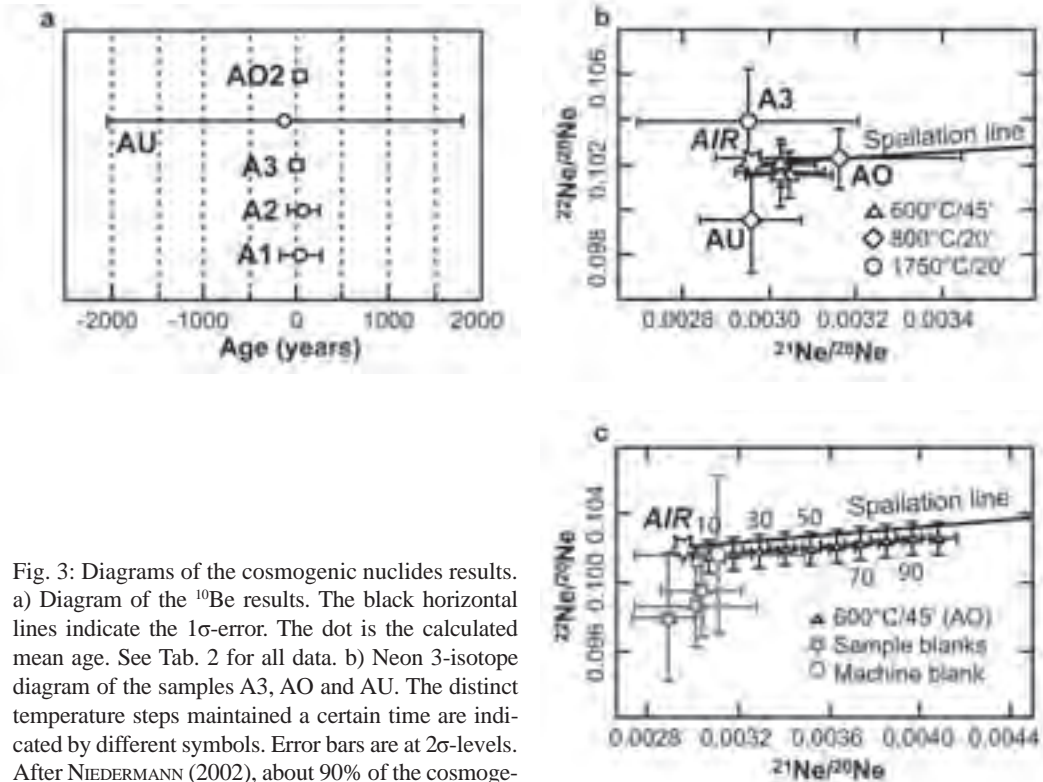 a
AO2
AU
A3
A2
A1
-2000 -1000 0 1000 2000
Age (years)
b
0.106
0.102
0.098
²²Ne/²⁰Ne
A3
AIR
Spallation line
AO
AU
600°C/45'
800°C/20'
1750°C/20'
0.0028 0.0030 0.0032 0.0034
²¹Ne/²⁰Ne
c
0.104
0.100
0.096
²²Ne/²⁰Ne
AIR
10 30 50
70 90
Spallation line
600°C/45' (AO)
Sample blanks
Machine blank
0.0028 0.0032 0.0036 0.0040 0.0044
²¹Ne/²⁰Ne
Fig. 3: Diagrams of the cosmogenic nuclides results.
a) Diagram of the ¹⁰Be results. The black horizontal
lines indicate the 1σ-error. The dot is the calculated
mean age. See Tab. 2 for all data. b) Neon 3-isotope
diagram of the samples A3, AO and AU. The distinct
temperature steps maintained a certain time are indi-
cated by different symbols. Error bars are at 2σ-levels.
After NIEDERMANN (2002), about 90% of the cosmoge-